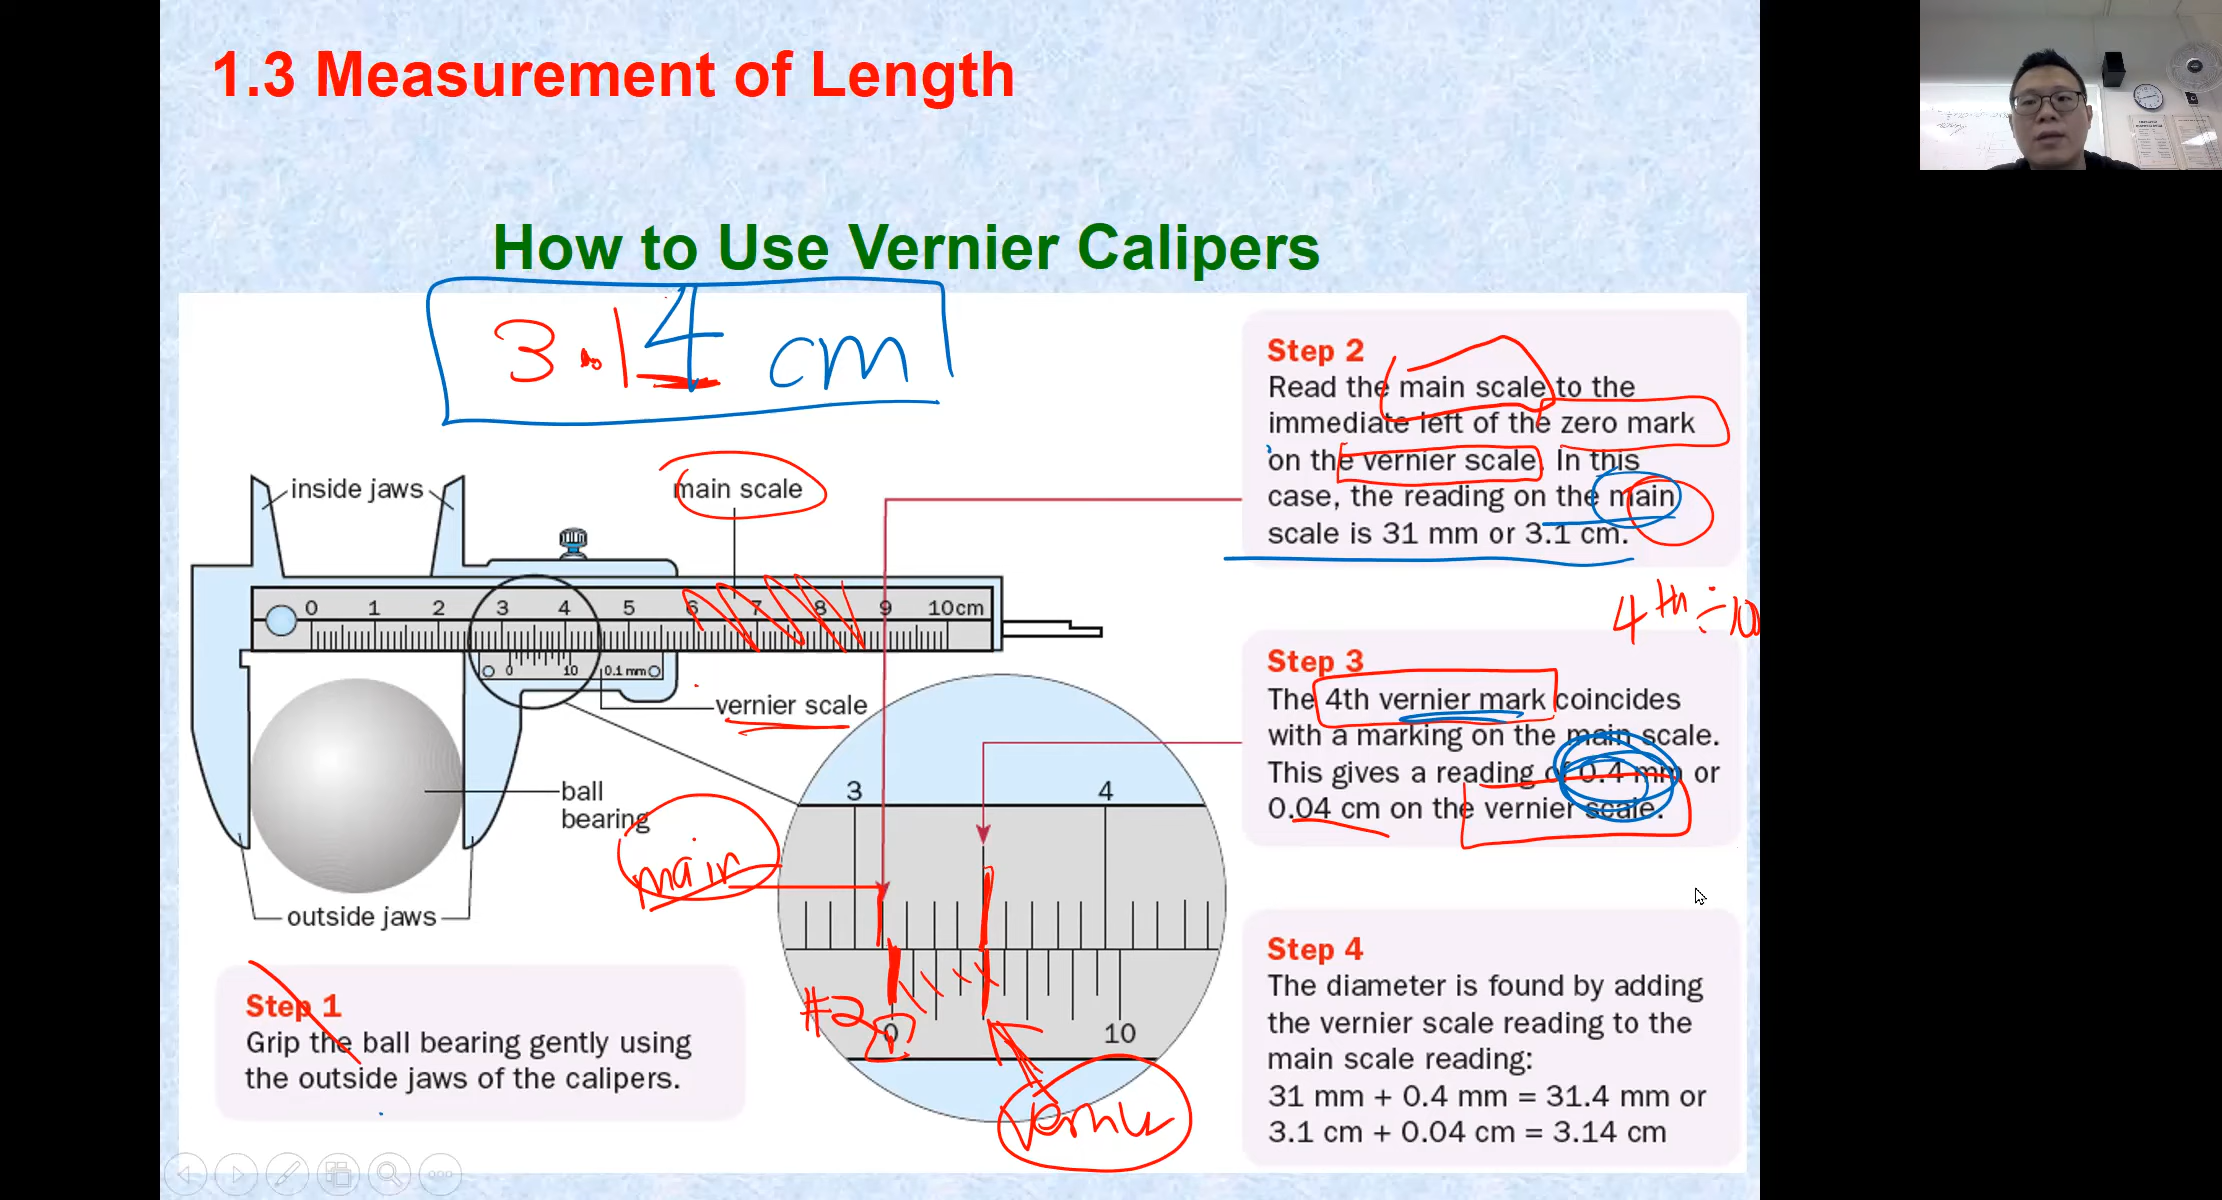 1.3 Measurement of Length
How to Use Vernier Calipers
3.14 cm
Step 2
Read the main scale to the
immediate left of the zero mark
on the vernier scale. In this
case, the reading on the main
scale is 31 mm or 3.1 cm.
inside jaws
main scale
0 1 2 3 4 5 6 7 8 9 10 cm
0 10 0.1 mm
vernier scale
ball
bearing
outside jaws
4th ÷ 10
Step 3
The 4th vernier mark coincides
with a marking on the main scale.
This gives a reading of 0.4 mm or
0.04 cm on the vernier scale.
3 4
main
#2
0 10
Step 1
Grip the ball bearing gently using
the outside jaws of the calipers.
Step 4
The diameter is found by adding
the vernier scale reading to the
main scale reading:
31 mm + 0.4 mm = 31.4 mm or
3.1 cm + 0.04 cm = 3.14 cm